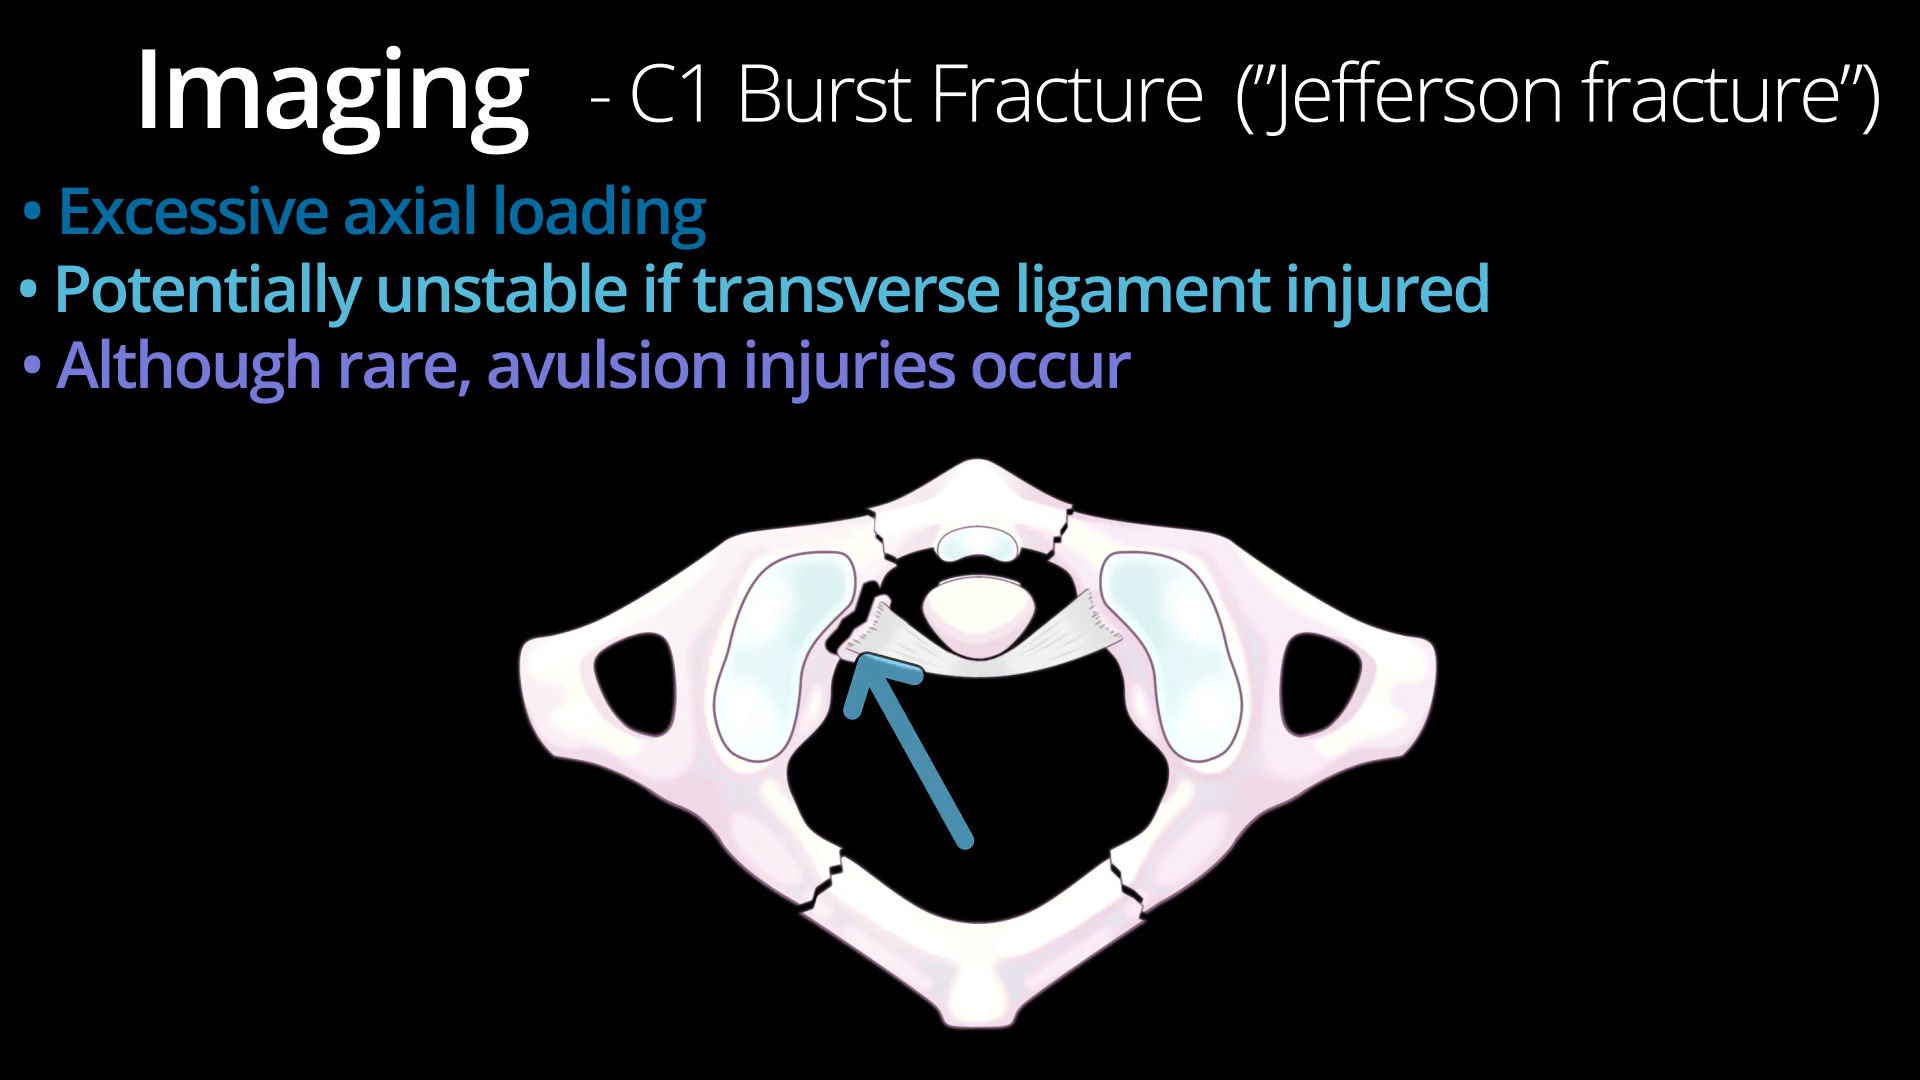 Imaging - C1 Burst Fracture (”Jefferson fracture”)
• Excessive axial loading
• Potentially unstable if transverse ligament injured
• Although rare, avulsion injuries occur